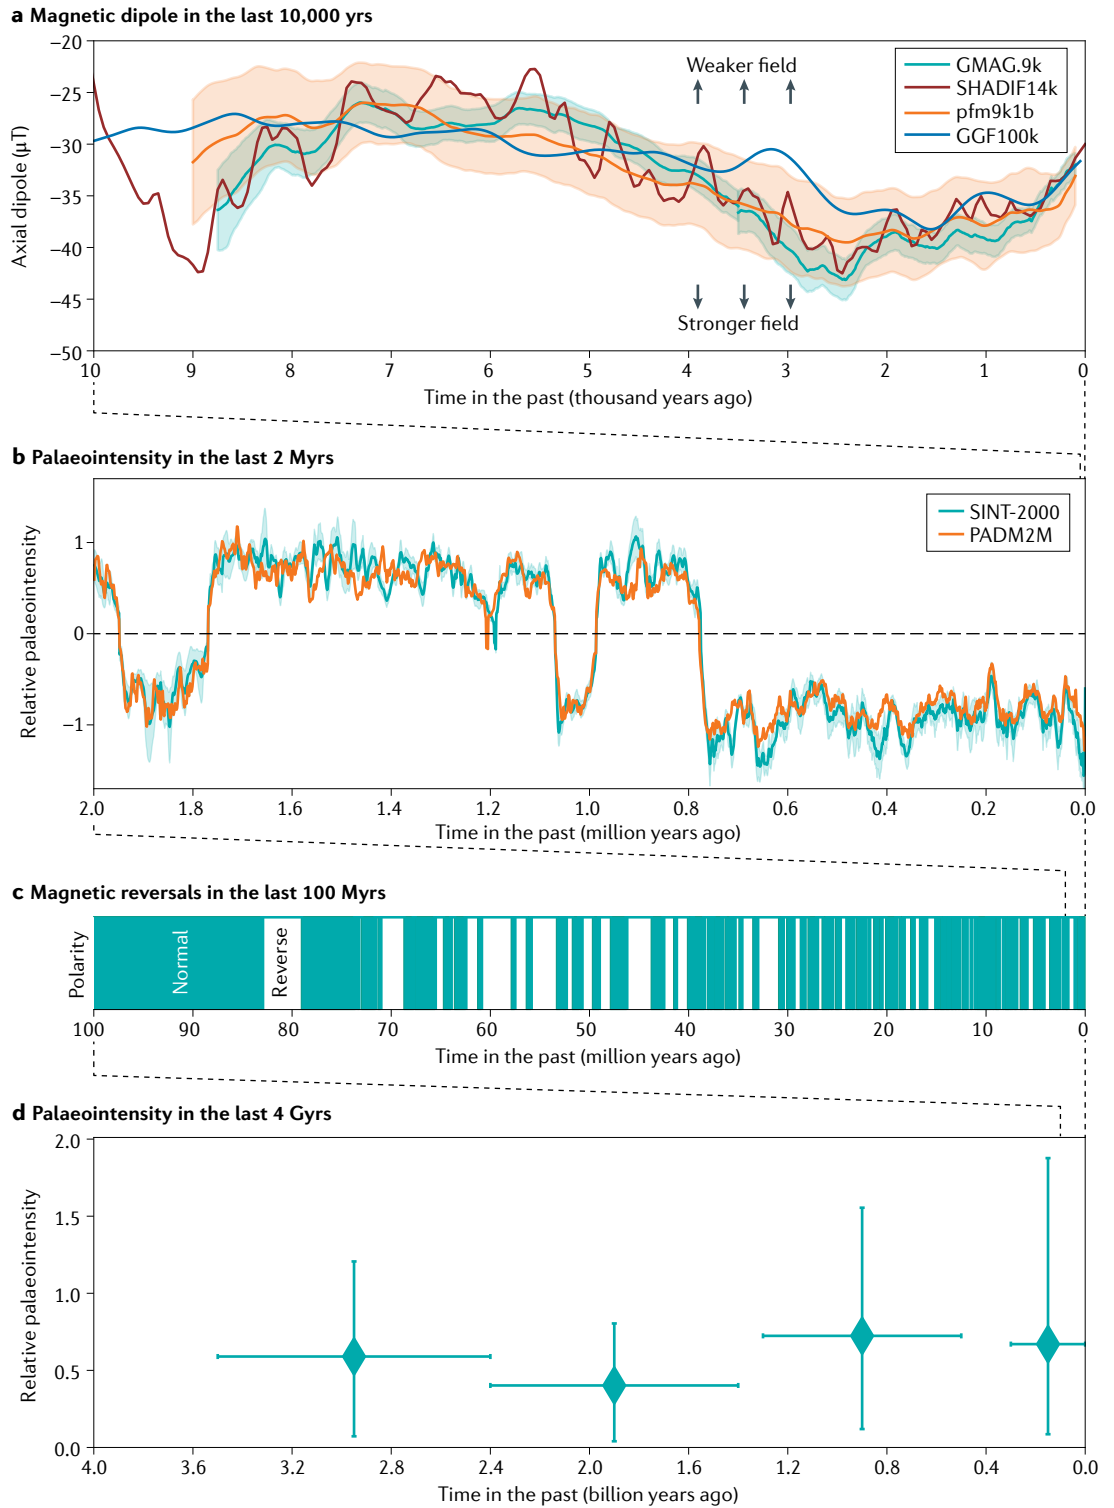 a Magnetic dipole in the last 10,000 yrs
−20
−25
−30
−35
−40
−45
−50
Axial dipole (µT)
Weaker field
Stronger field
GMAG.9k
SHADIF14k
pfm9k1b
GGF100k
10 9 8 7 6 5 4 3 2 1 0
Time in the past (thousand years ago)
b Palaeointensity in the last 2 Myrs
1
0
−1
Relative palaeointensity
SINT-2000
PADM2M
2.0 1.8 1.6 1.4 1.2 1.0 0.8 0.6 0.4 0.2 0.0
Time in the past (million years ago)
c Magnetic reversals in the last 100 Myrs
Polarity
Normal
Reverse
100 90 80 70 60 50 40 30 20 10 0
Time in the past (million years ago)
d Palaeointensity in the last 4 Gyrs
2.0
1.5
1.0
0.5
0.0
Relative palaeointensity
4.0 3.6 3.2 2.8 2.4 2.0 1.6 1.2 0.8 0.4 0.0
Time in the past (billion years ago)